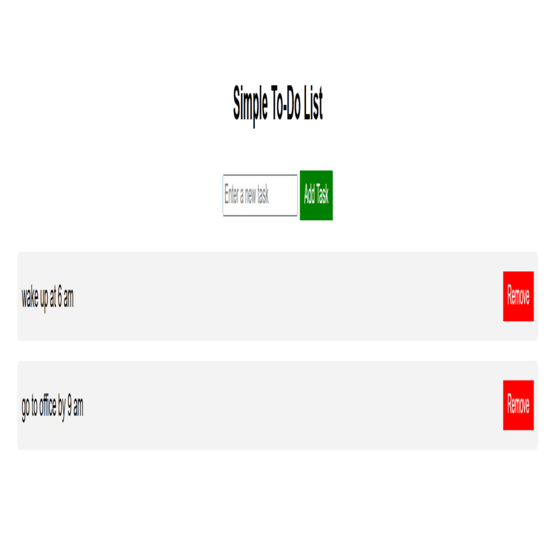 Simple To-Do List
Enter a new task Add Task
wake up at 6 am Remove
go to office by 9 am Remove